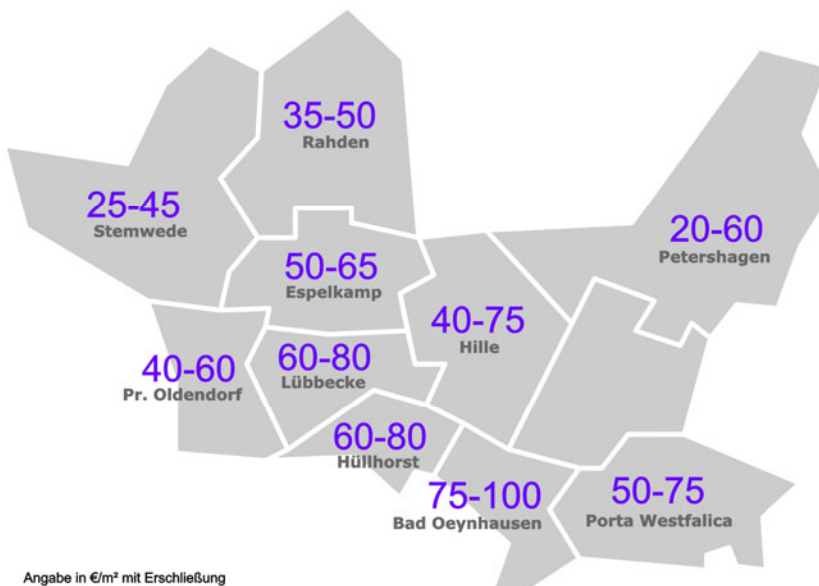 35-50
Rahden
25-45
Stemwede
20-60
Petershagen
50-65
Espelkamp
40-75
Hille
40-60
Pr. Oldendorf
60-80
Lübbecke
60-80
Hüllhorst
75-100
Bad Oeynhausen
50-75
Porta Westfalica
Angabe in €/m² mit Erschließung